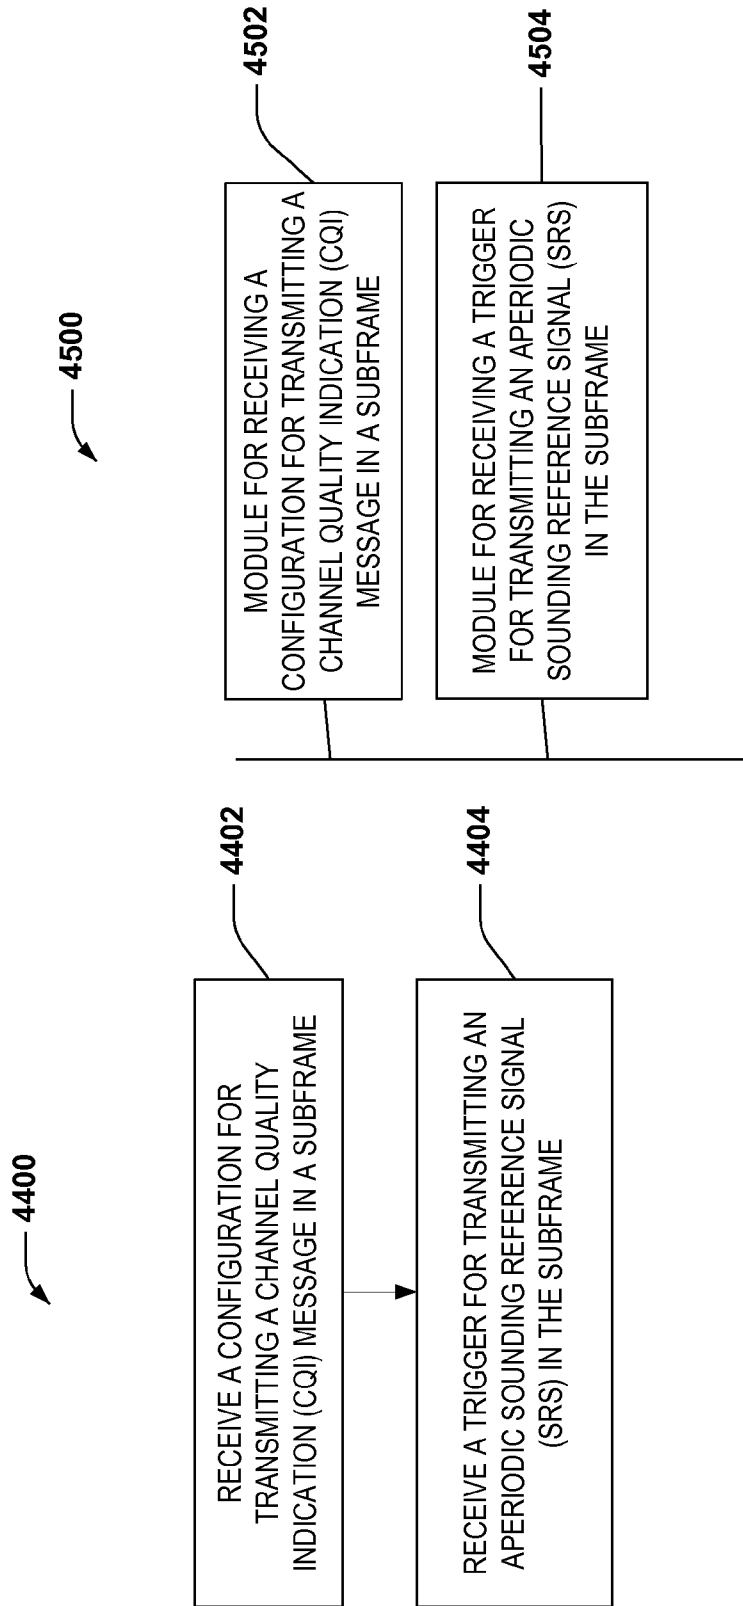 4400
RECEIVE A CONFIGURATION FOR
TRANSMITTING A CHANNEL QUALITY
INDICATION (CQI) MESSAGE IN A SUBFRAME
4402
RECEIVE A TRIGGER FOR TRANSMITTING AN
APERIODIC SOUNDING REFERENCE SIGNAL
(SRS) IN THE SUBFRAME
4404
4500
MODULE FOR RECEIVING A
CONFIGURATION FOR TRANSMITTING A
CHANNEL QUALITY INDICATION (CQI)
MESSAGE IN A SUBFRAME
4502
MODULE FOR RECEIVING A TRIGGER
FOR TRANSMITTING AN APERIODIC
SOUNDING REFERENCE SIGNAL (SRS)
IN THE SUBFRAME
4504